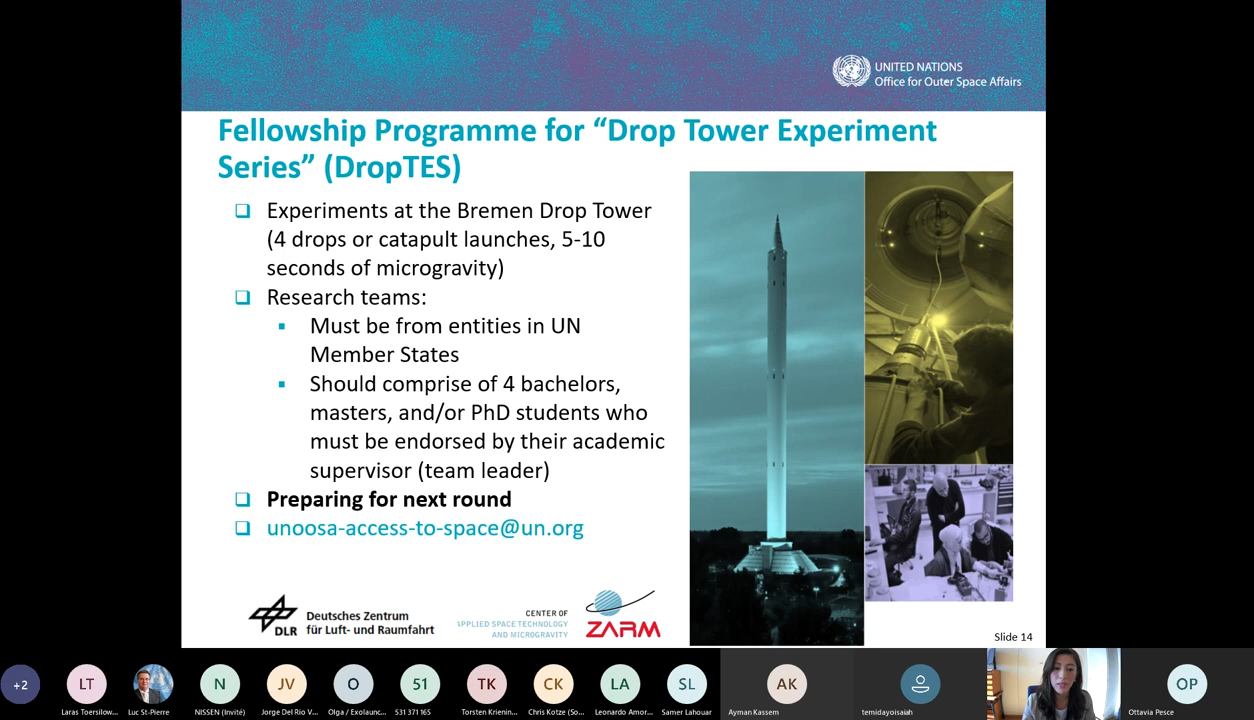 UNITED NATIONS
Office for Outer Space Affairs
Fellowship Programme for “Drop Tower Experiment
Series” (DropTES)
Experiments at the Bremen Drop Tower
(4 drops or catapult launches, 5-10
seconds of microgravity)
Research teams:
Must be from entities in UN
Member States
Should comprise of 4 bachelors,
masters, and/or PhD students who
must be endorsed by their academic
supervisor (team leader)
Preparing for next round
unoosa-access-to-space@un.org
DLR
Deutsches Zentrum
für Luft- und Raumfahrt
CENTER OF
APPLIED SPACE TECHNOLOGY
AND MICROGRAVITY
ZARM
Slide 14
+2
LT
N
JV
O
51
TK
CK
LA
SL
AK
OP
Laras Toersilow...
Luc St-Pierre
NISSEN (Invité)
Jorge Del Rio V...
Olga / Exolaunc...
531 371 165
Torsten Krienin...
Chris Kotze (So...
Leonardo Amor...
Samer Lahouar
Ayman Kassem
temidayoisaiah
Ottavia Pesce